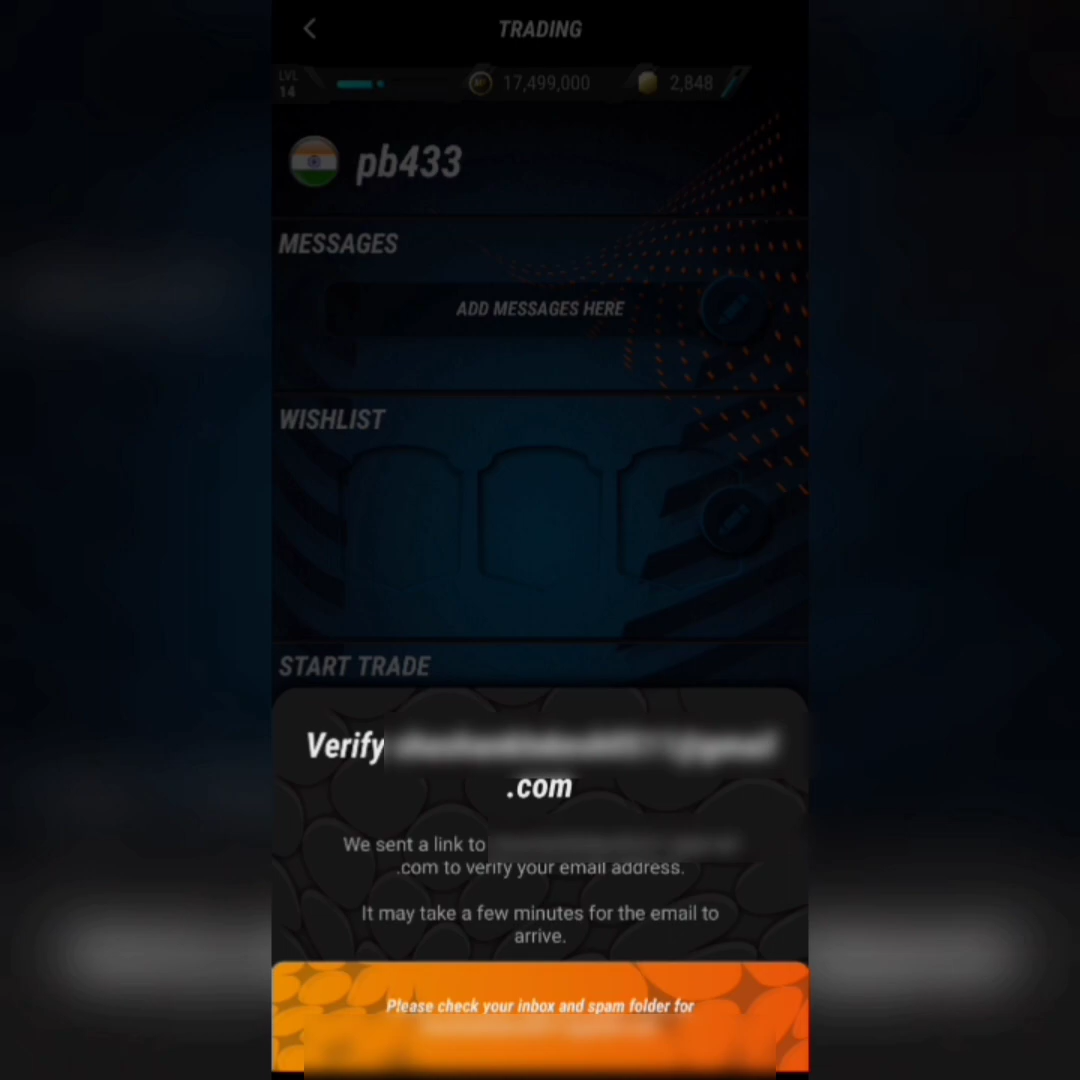 TRADING
LVL
14
17,499,000
2,848
pb433
MESSAGES
ADD MESSAGES HERE
WISHLIST
START TRADE
Verify
.com
We sent a link to
.com to verify your email address.
It may take a few minutes for the email to
arrive.
Please check your inbox and spam folder for